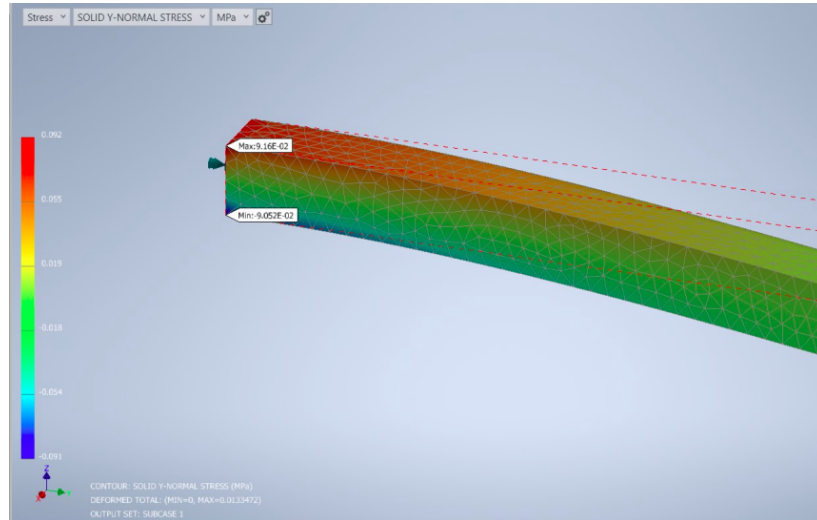 Stress SOLID Y-NORMAL STRESS MPa
Max:9.16E-02
Min:-9.052E-02
0.092
0.055
0.019
-0.018
-0.054
-0.091
Z
X
Y
CONTOUR: SOLID Y-NORMAL STRESS (MPa)
DEFORMED TOTAL: (MIN=0, MAX=0.0133472)
OUTPUT SET: SUBCASE 1